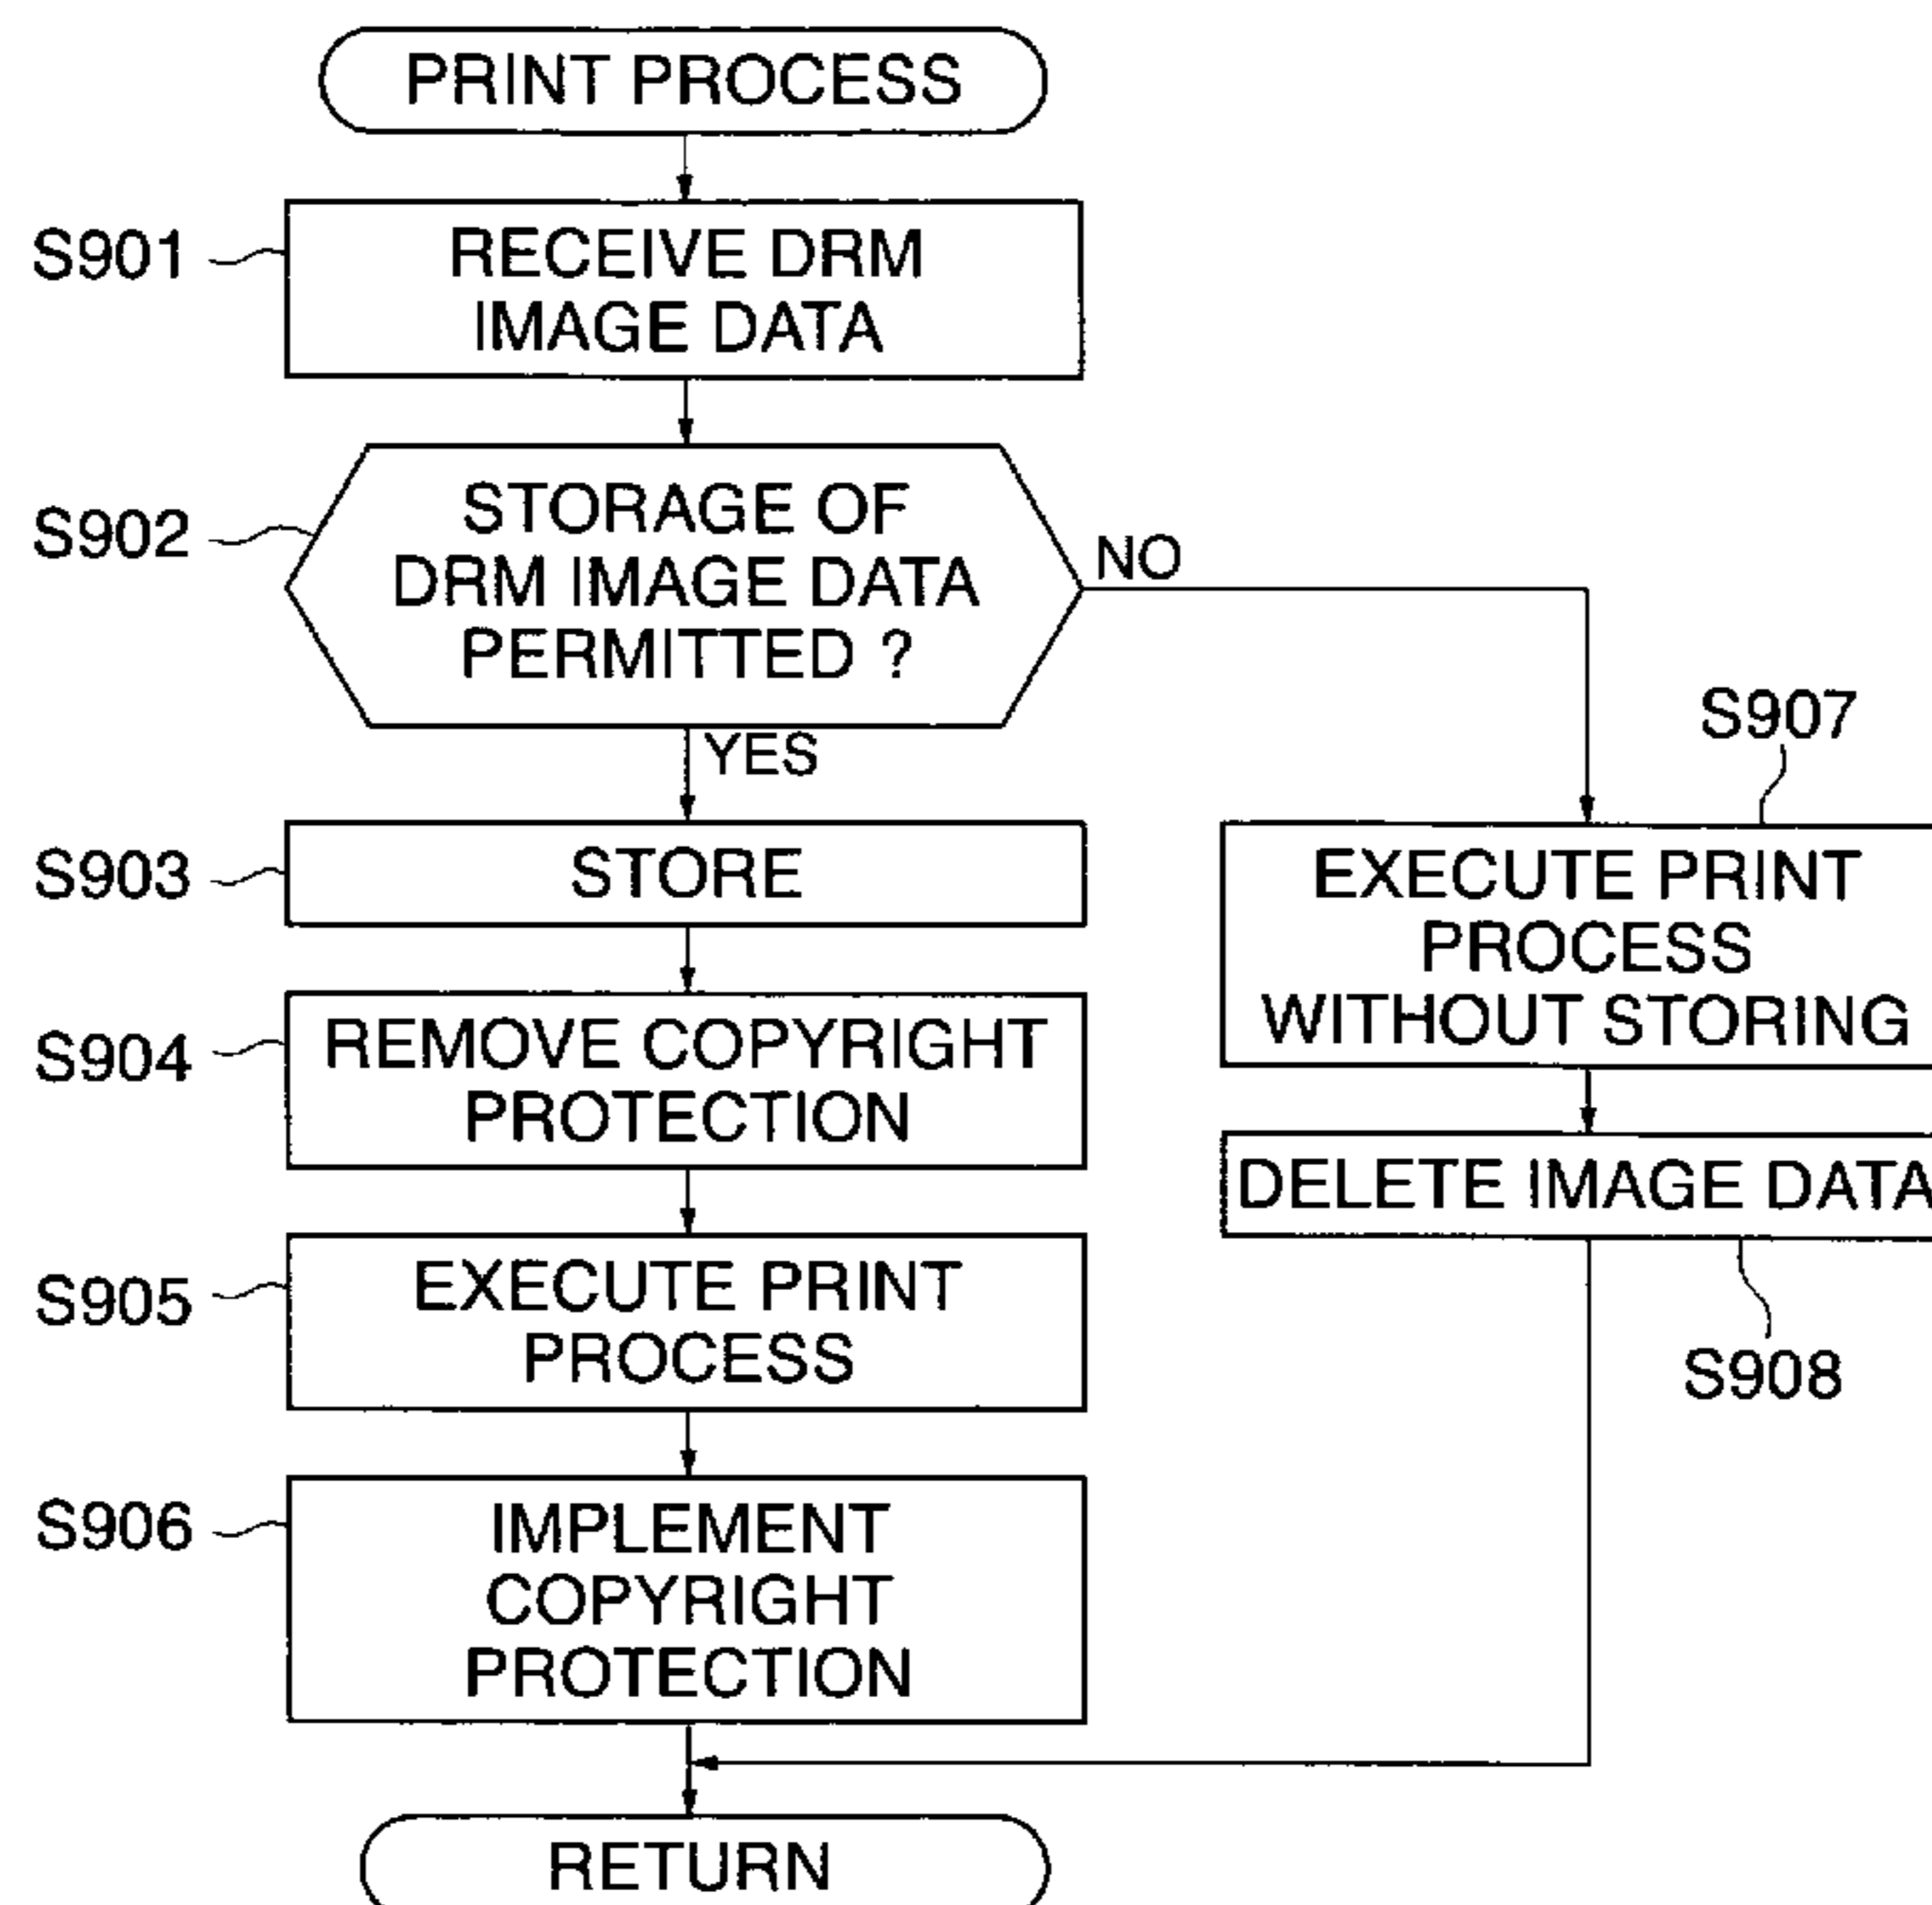 PRINT PROCESS
S901
RECEIVE DRM
IMAGE DATA
S902
STORAGE OF
DRM IMAGE DATA
PERMITTED ?
NO
YES
S903
STORE
S904
REMOVE COPYRIGHT
PROTECTION
S905
EXECUTE PRINT
PROCESS
S906
IMPLEMENT
COPYRIGHT
PROTECTION
S907
EXECUTE PRINT
PROCESS
WITHOUT STORING
DELETE IMAGE DATA
S908
RETURN